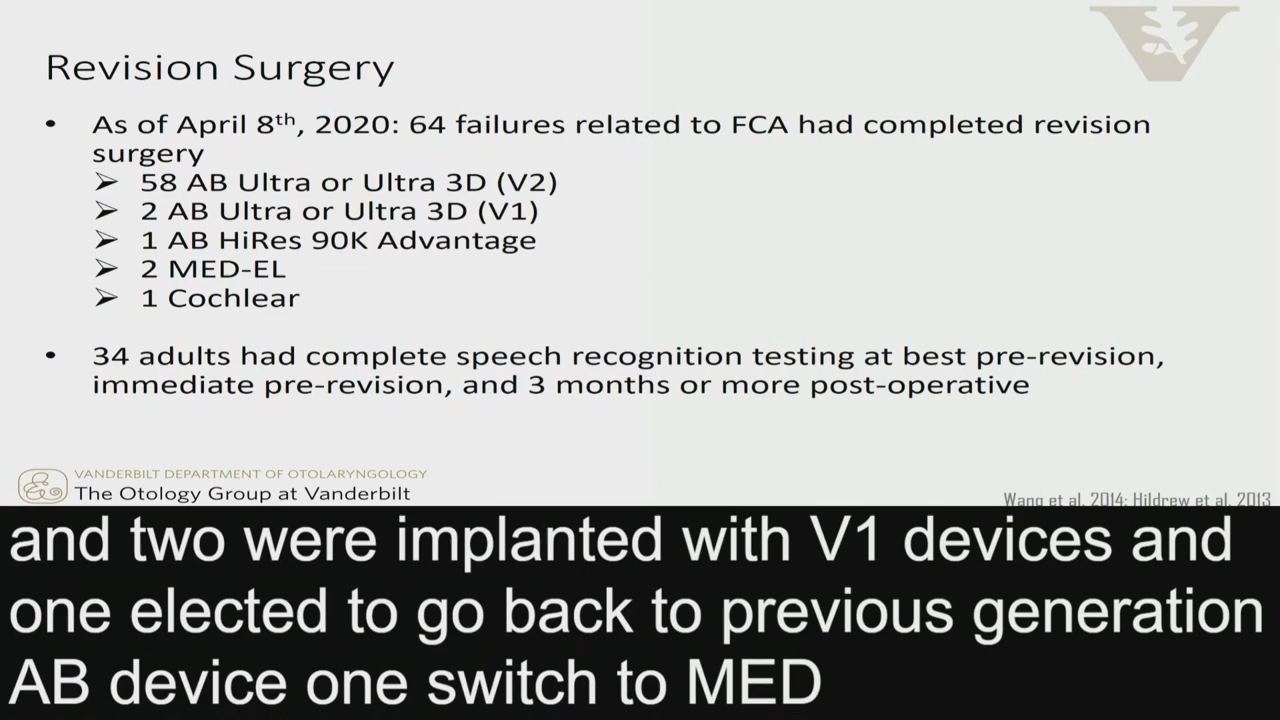 Revision Surgery
• As of April 8th, 2020: 64 failures related to FCA had completed revision
surgery
➢ 58 AB Ultra or Ultra 3D (V2)
➢ 2 AB Ultra or Ultra 3D (V1)
➢ 1 AB HiRes 90K Advantage
➢ 2 MED-EL
➢ 1 Cochlear
• 34 adults had complete speech recognition testing at best pre-revision,
immediate pre-revision, and 3 months or more post-operative
VANDERBILT DEPARTMENT OF OTOLARYNGOLOGY
The Otology Group at Vanderbilt
Wang et al. 2014; Hildrew et al. 2013
and two were implanted with V1 devices and
one elected to go back to previous generation
AB device one switch to MED